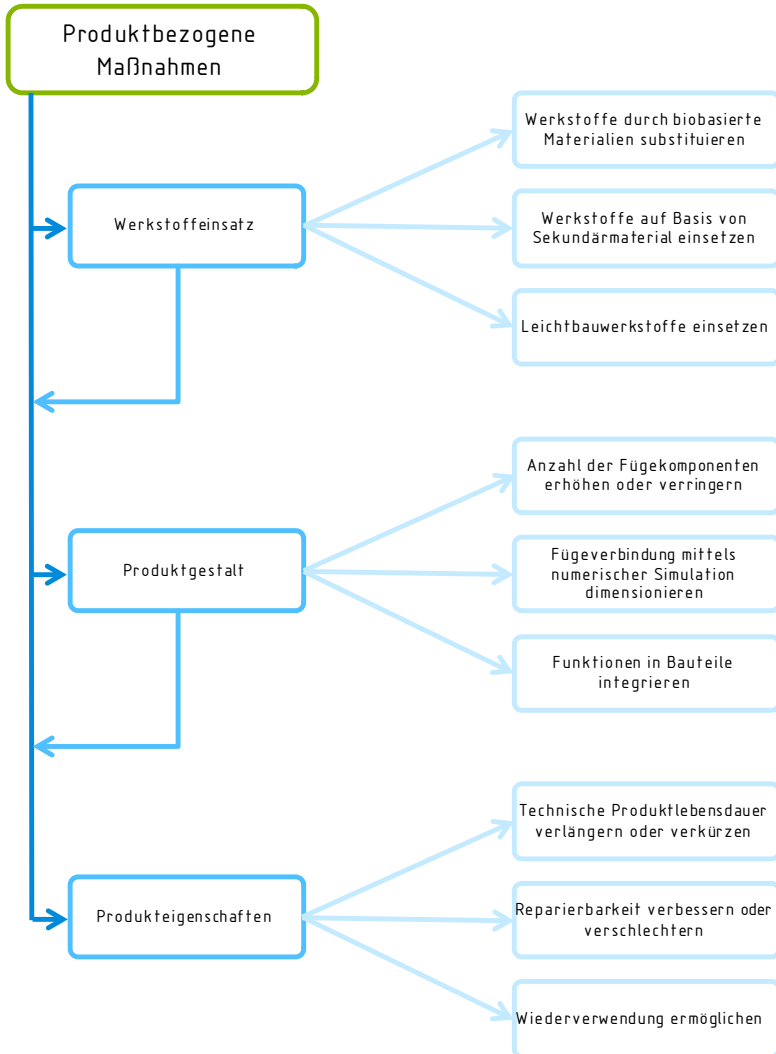 Produktbezogene
Maßnahmen
Werkstoffeinsatz
Werkstoffe durch biobasierte
Materialien substituieren
Werkstoffe auf Basis von
Sekundärmaterial einsetzen
Leichtbauwerkstoffe einsetzen
Produktgestalt
Anzahl der Fügekomponenten
erhöhen oder verringern
Fügeverbindung mittels
numerischer Simulation
dimensionieren
Funktionen in Bauteile
integrieren
Produkteigenschaften
Technische Produktlebensdauer
verlängern oder verkürzen
Reparierbarkeit verbessern oder
verschlechtern
Wiederverwendung ermöglichen